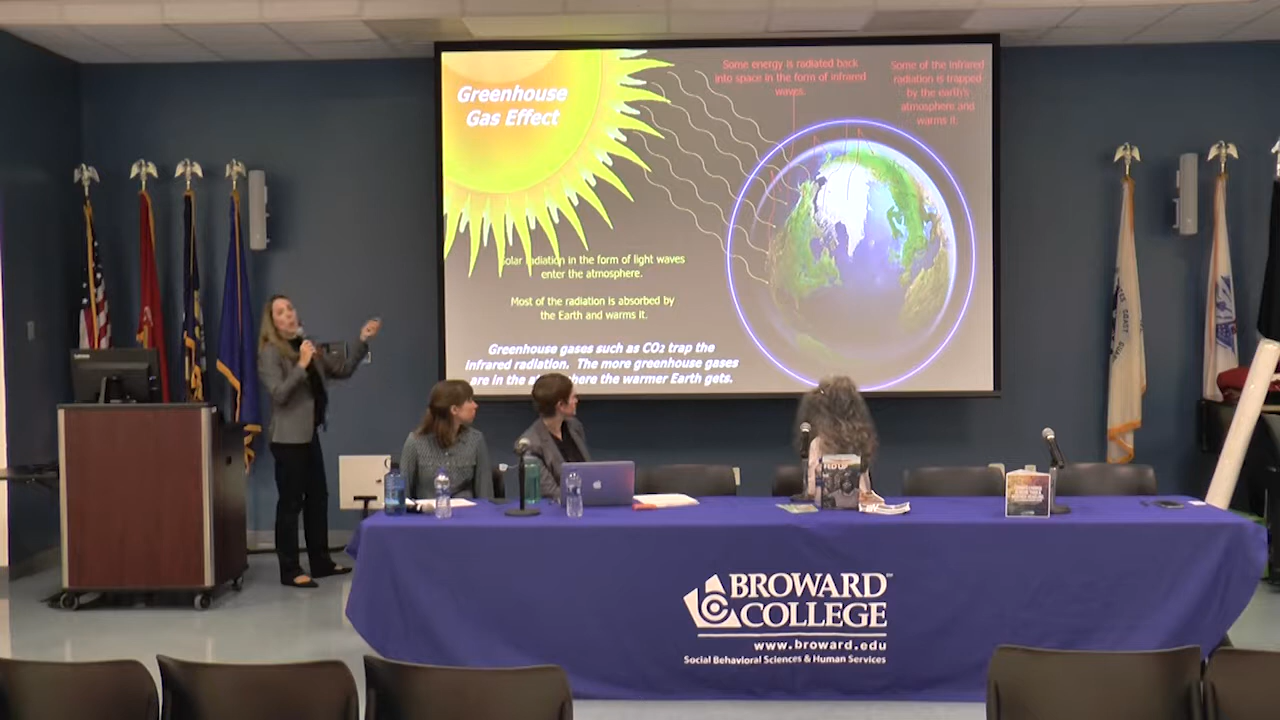 Greenhouse
Gas Effect
Some energy is radiated back
into space in the form of infrared
waves.
Some of the infrared
radiation is trapped
by the earth's
atmosphere and
warms it.
Solar radiation in the form of light waves
enter the atmosphere.
Most of the radiation is absorbed by
the Earth and warms it.
Greenhouse gases such as CO2 trap the
infrared radiation. The more greenhouse gases
are in the atmosphere the warmer Earth gets.
FED UP
BROWARD
COLLEGE
www.broward.edu
Social Behavioral Sciences & Human Services